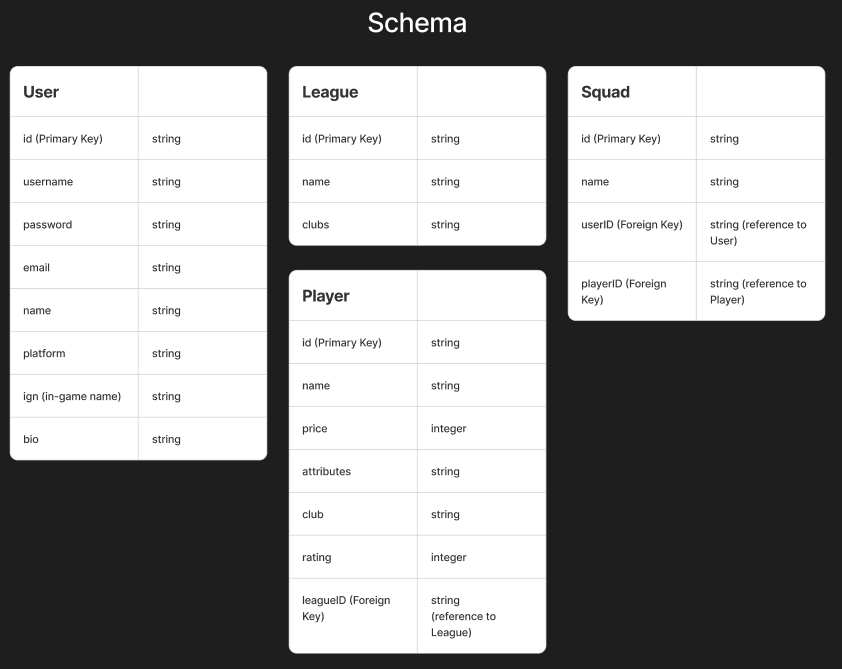 Schema
User
id (Primary Key) string
username string
password string
email string
name string
platform string
ign (in-game name) string
bio string
League
id (Primary Key) string
name string
clubs string
Player
id (Primary Key) string
name string
price integer
attributes string
club string
rating integer
leagueID (Foreign string
Key) (reference to
League)
Squad
id (Primary Key) string
name string
userID (Foreign Key) string (reference to
User)
playerID (Foreign string (reference to
Key) Player)